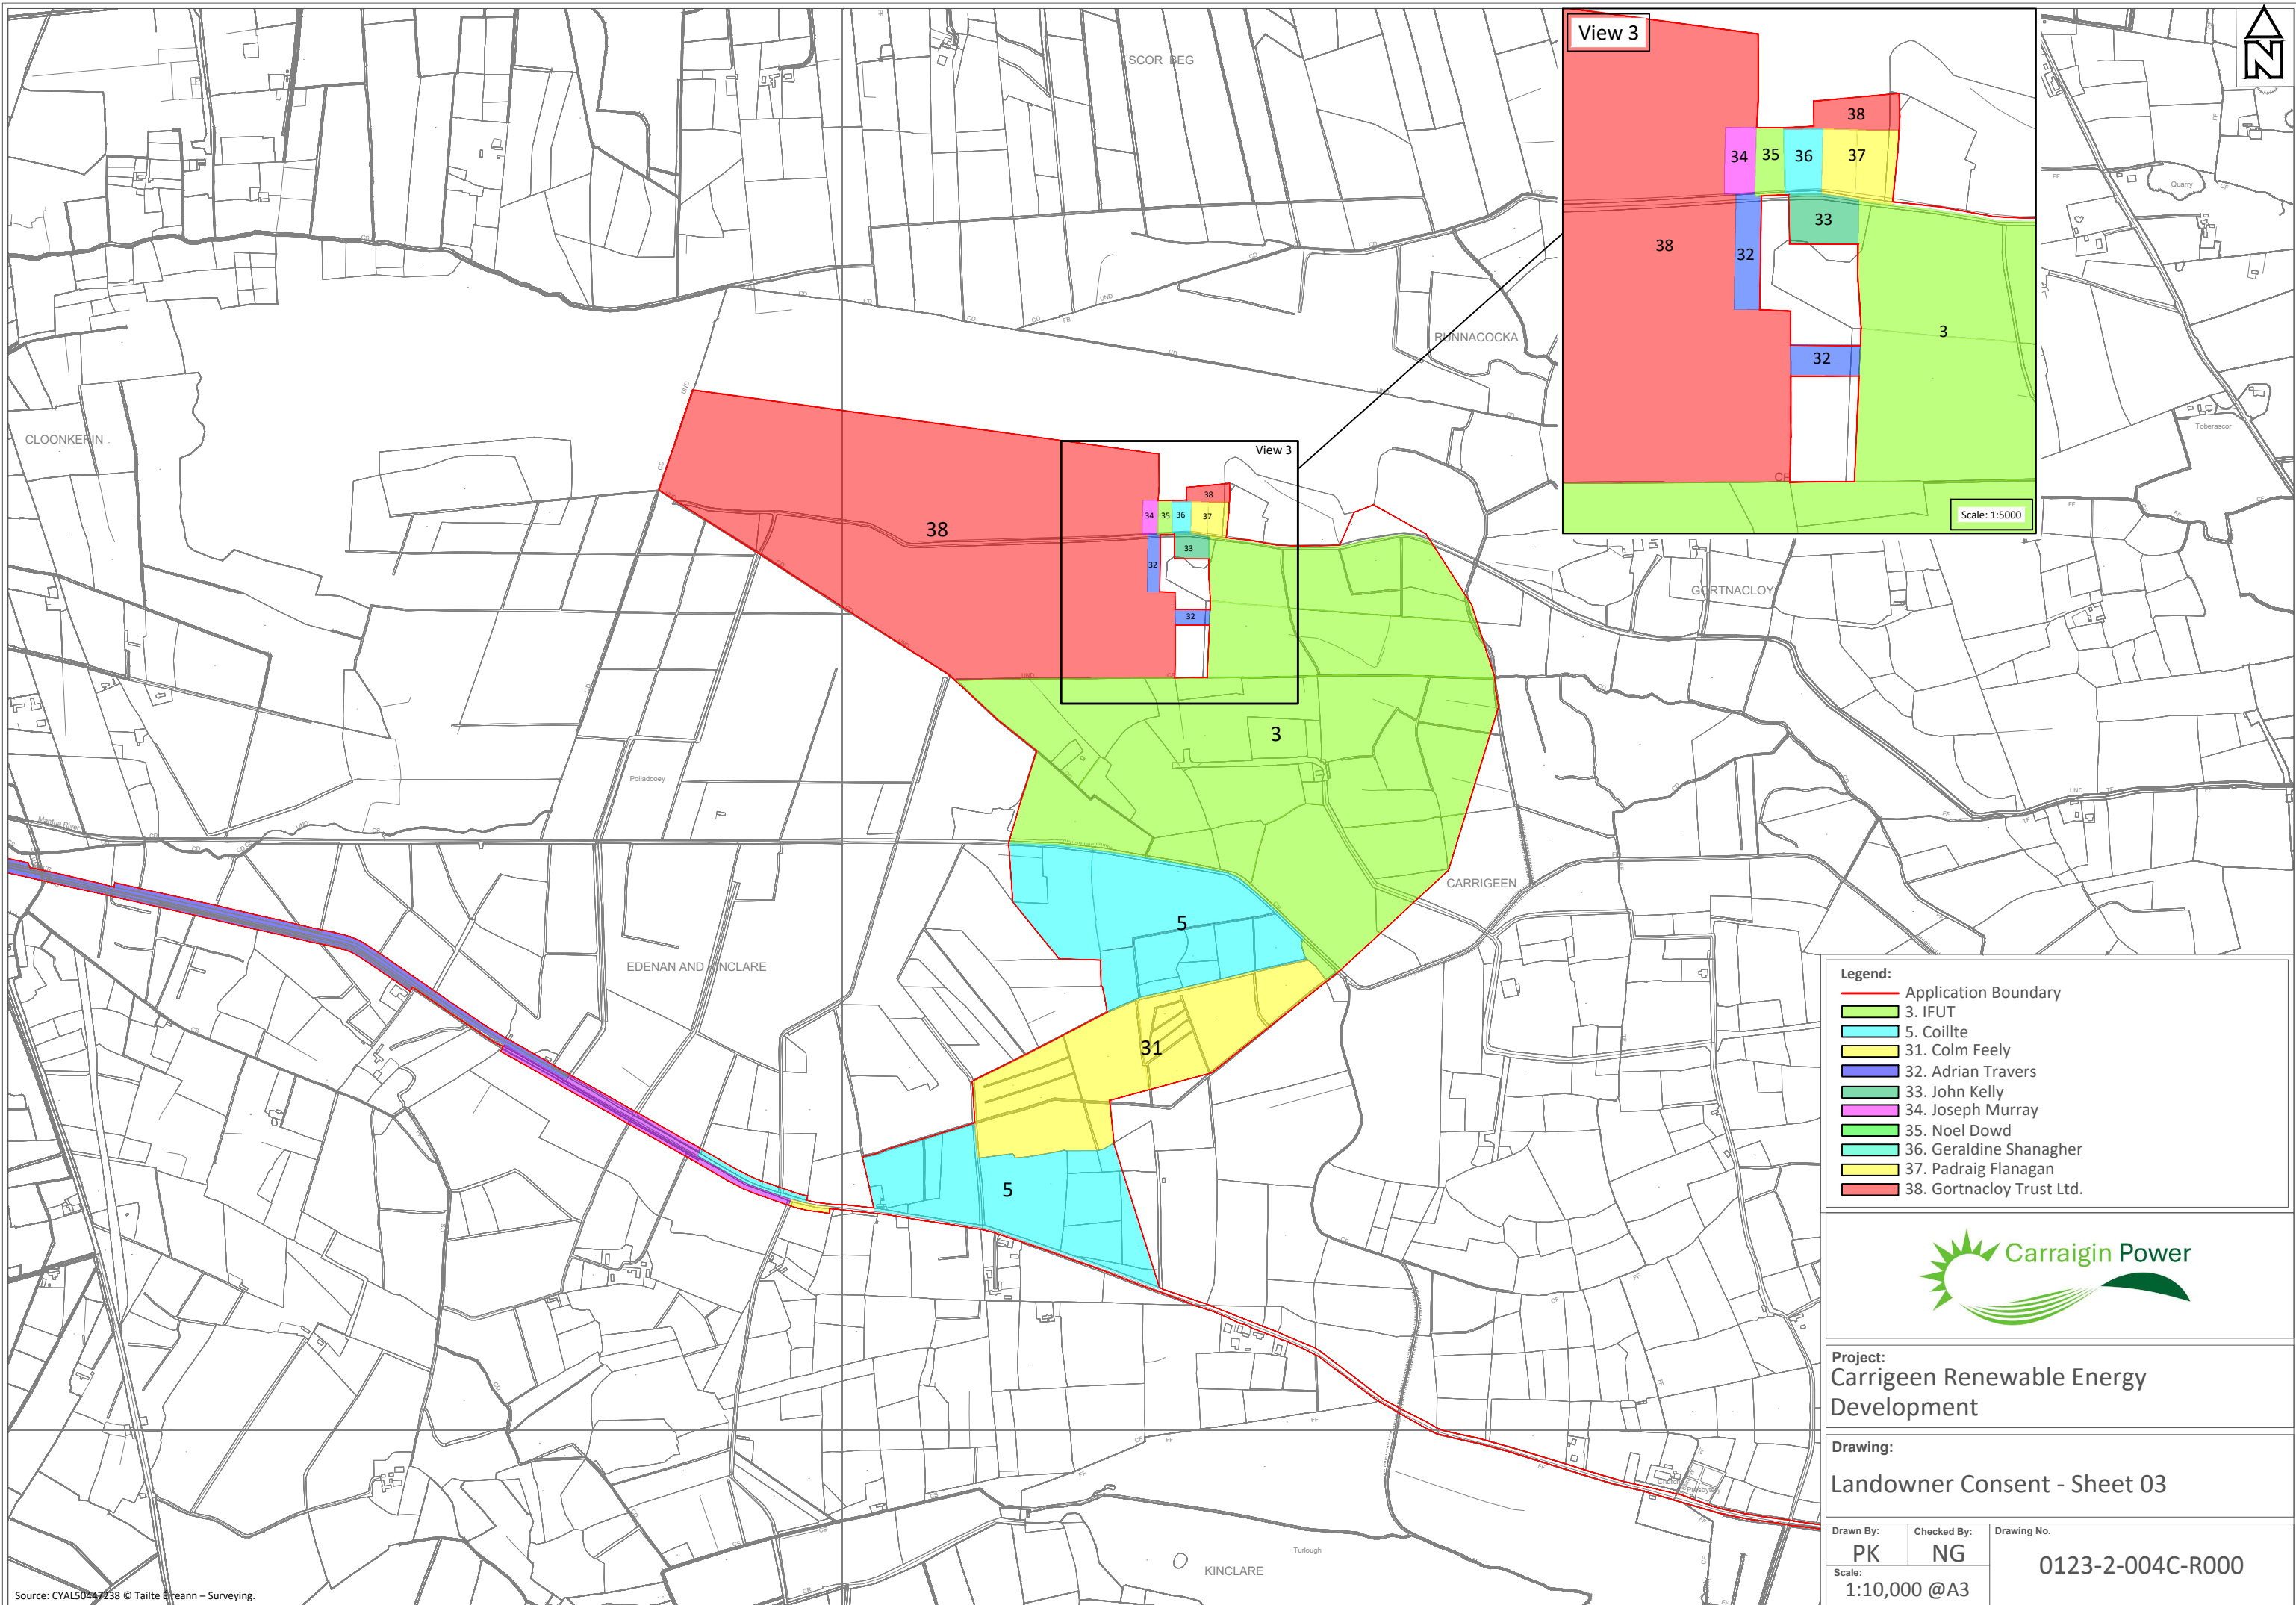 SCOR BEG
View 3
38
34 35 36 37
33
38
32
3
32
CF
Scale: 1:5000
N
Quarry
Toberascor
RUNNACOCKA
CLOONKERIN
View 3
38
38
34 35 36 37
33
32
32
GORTNACLOY
3
Polladooey
Mantua River
CARRIGEEN
5
EDENAN AND KINCLARE
31
5
Church
Presbytery
Turlough
KINCLARE
Source: CYAL50447238 © Tailte Éireann – Surveying.
Legend:
Application Boundary
3. IFUT
5. Coillte
31. Colm Feely
32. Adrian Travers
33. John Kelly
34. Joseph Murray
35. Noel Dowd
36. Geraldine Shanagher
37. Padraig Flanagan
38. Gortnacloy Trust Ltd.
Carraigin Power
Project:
Carrigeen Renewable Energy
Development
Drawing:
Landowner Consent - Sheet 03
Drawn By: Checked By: Drawing No.
PK NG
0123-2-004C-R000
Scale:
1:10,000 @A3